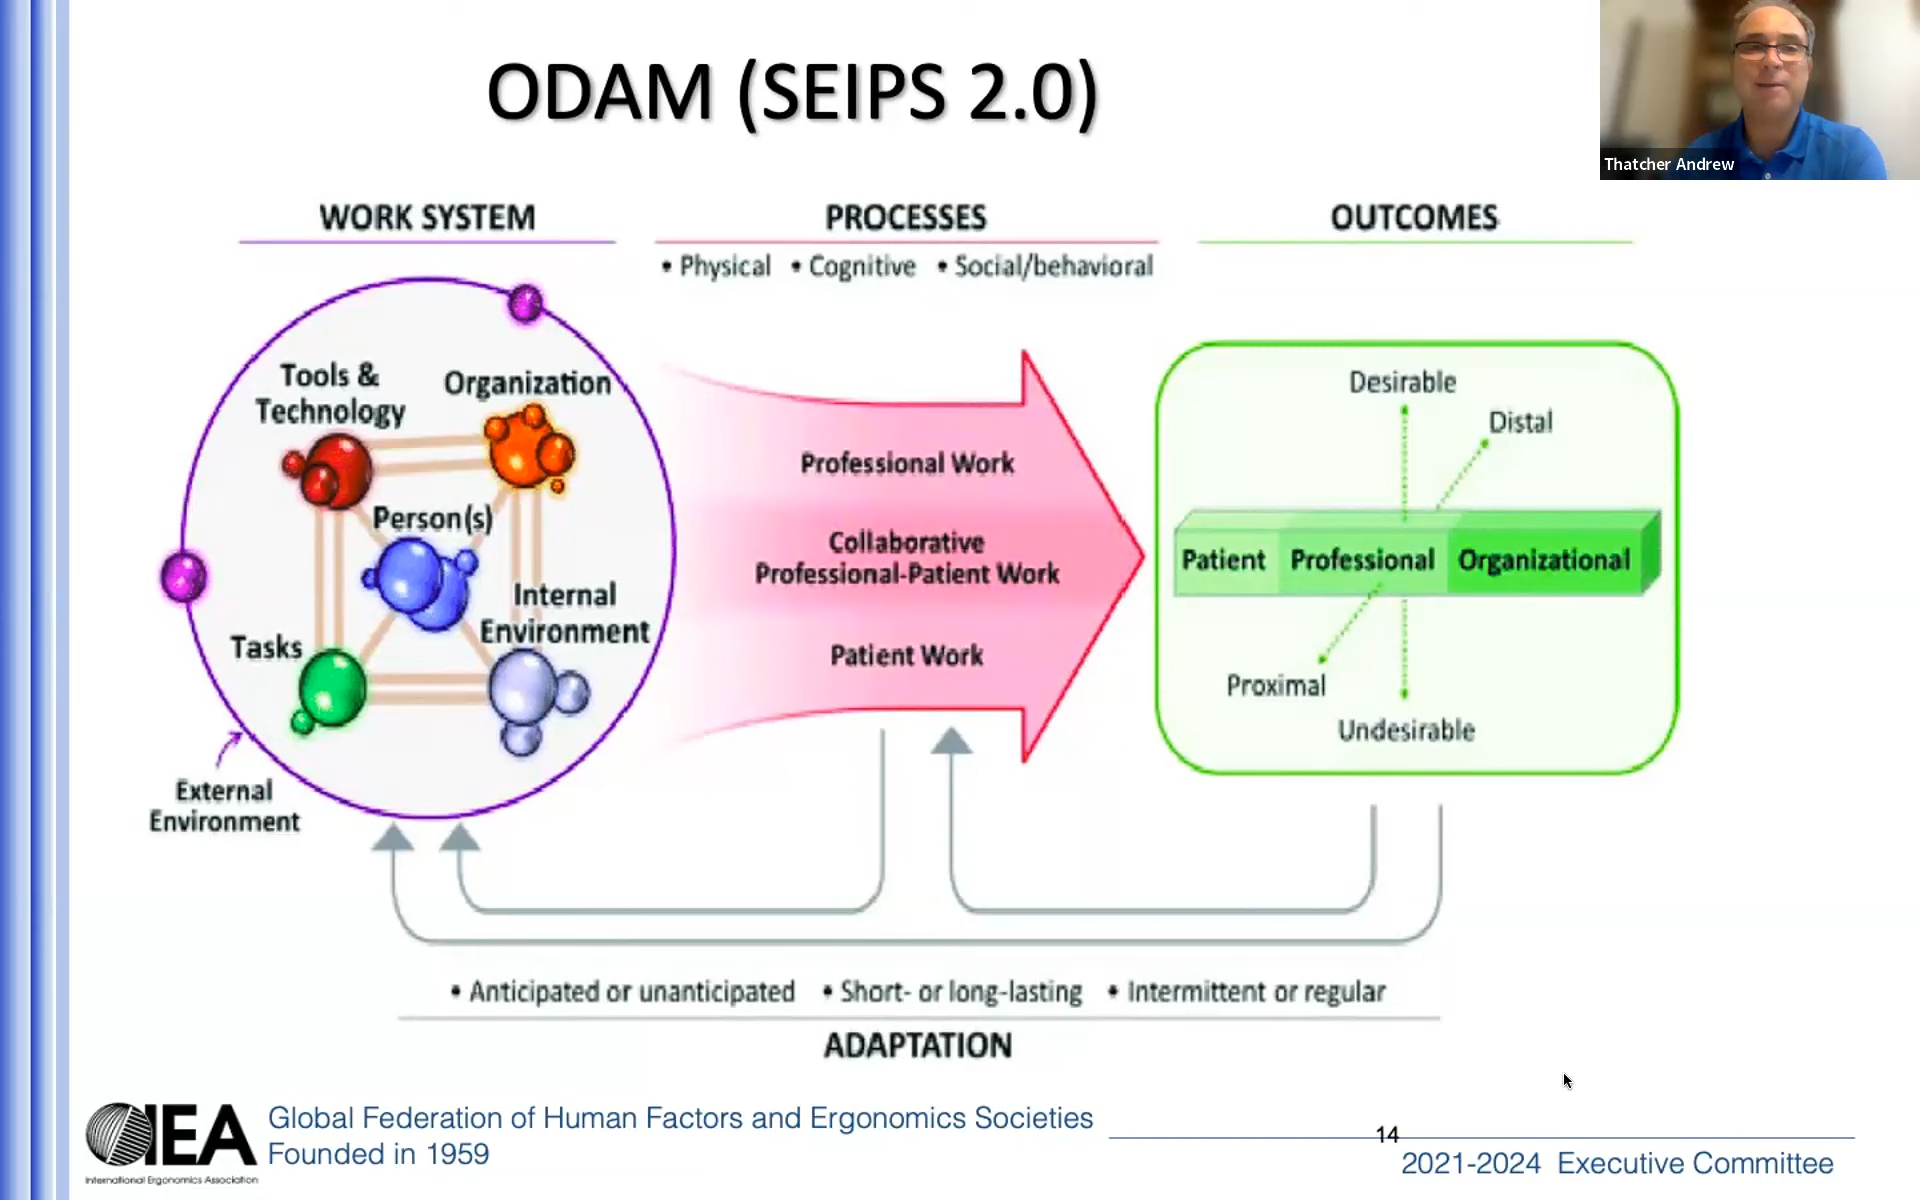 ODAM (SEIPS 2.0)
Thatcher Andrew
WORK SYSTEM
PROCESSES
OUTCOMES
• Physical • Cognitive • Social/behavioral
Tools &
Technology
Organization
Person(s)
Internal
Environment
Tasks
External
Environment
Professional Work
Collaborative
Professional-Patient Work
Patient Work
Desirable
Distal
Patient Professional Organizational
Proximal
Undesirable
• Anticipated or unanticipated • Short- or long-lasting • Intermittent or regular
ADAPTATION
IEA
International Ergonomics Association
Global Federation of Human Factors and Ergonomics Societies
Founded in 1959
14
2021-2024 Executive Committee